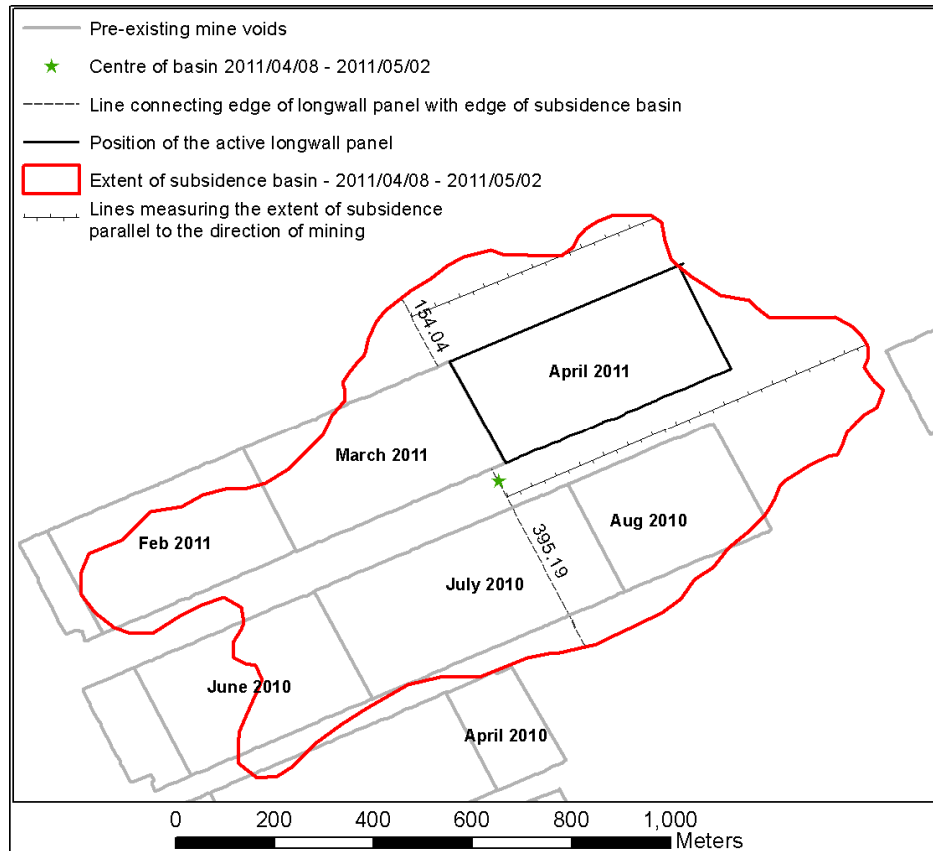 Pre-existing mine voids
Centre of basin 2011/04/08 - 2011/05/02
Line connecting edge of longwall panel with edge of subsidence basin
Position of the active longwall panel
Extent of subsidence basin - 2011/04/08 - 2011/05/02
Lines measuring the extent of subsidence
parallel to the direction of mining
154.04
April 2011
March 2011
Aug 2010
Feb 2011
395.19
July 2010
June 2010
April 2010
0 200 400 600 800 1,000
Meters